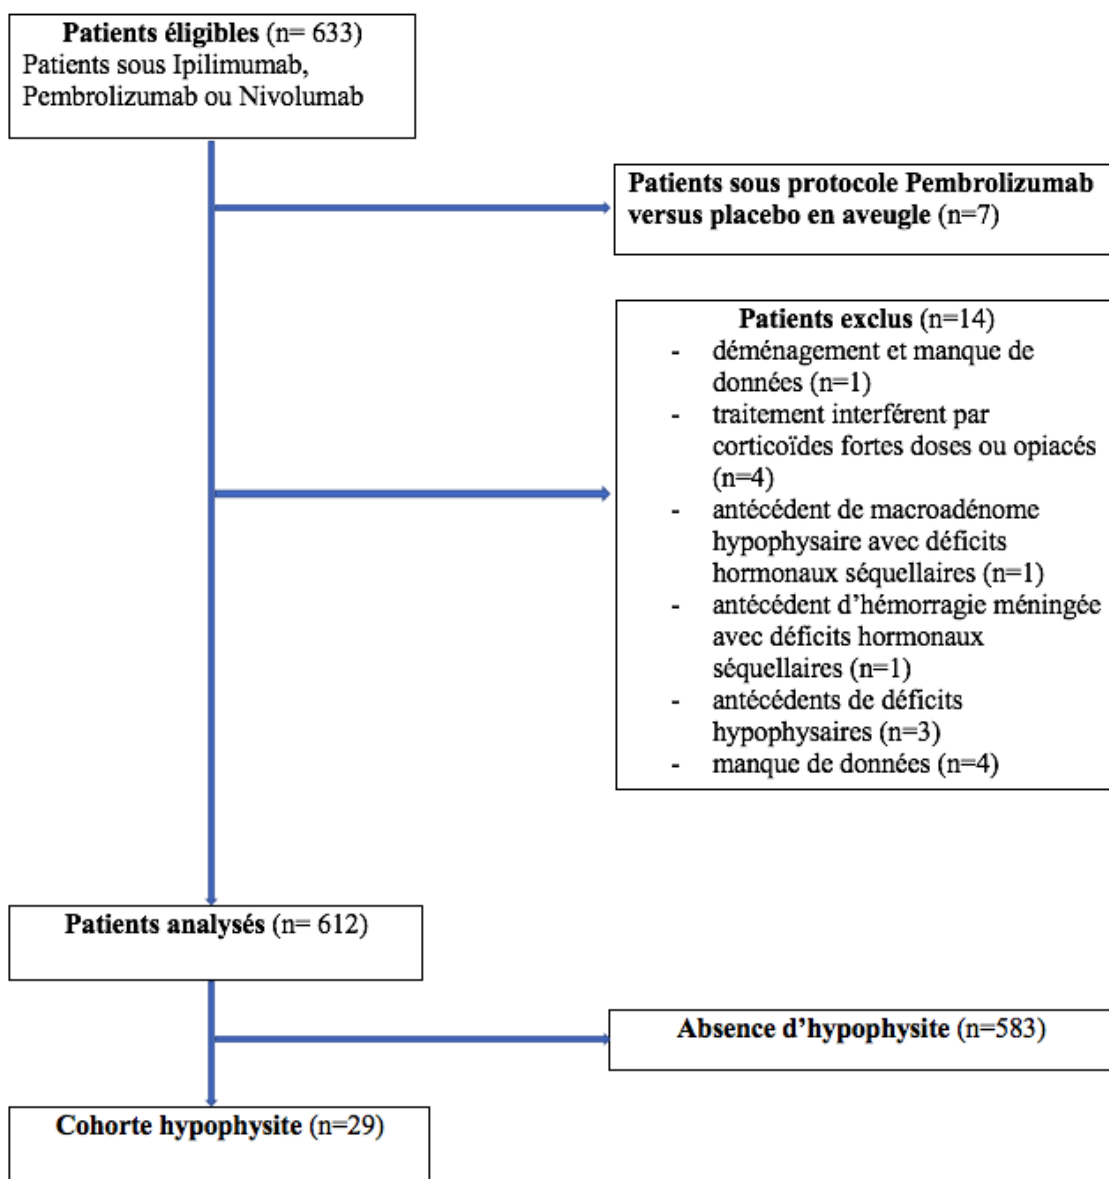 Patients éligibles (n= 633)
Patients sous Ipilimumab,
Pembrolizumab ou Nivolumab
Patients sous protocole Pembrolizumab
versus placebo en aveugle (n=7)
Patients exclus (n=14)
- déménagement et manque de
données (n=1)
- traitement interférent par
corticoïdes fortes doses ou opiacés
(n=4)
- antécédent de macroadénome
hypophysaire avec déficits
hormonaux séquellaires (n=1)
- antécédent d’hémorragie méningée
avec déficits hormonaux
séquellaires (n=1)
- antécédents de déficits
hypophysaires (n=3)
- manque de données (n=4)
Patients analysés (n= 612)
Absence d’hypophysite (n=583)
Cohorte hypophysite (n=29)